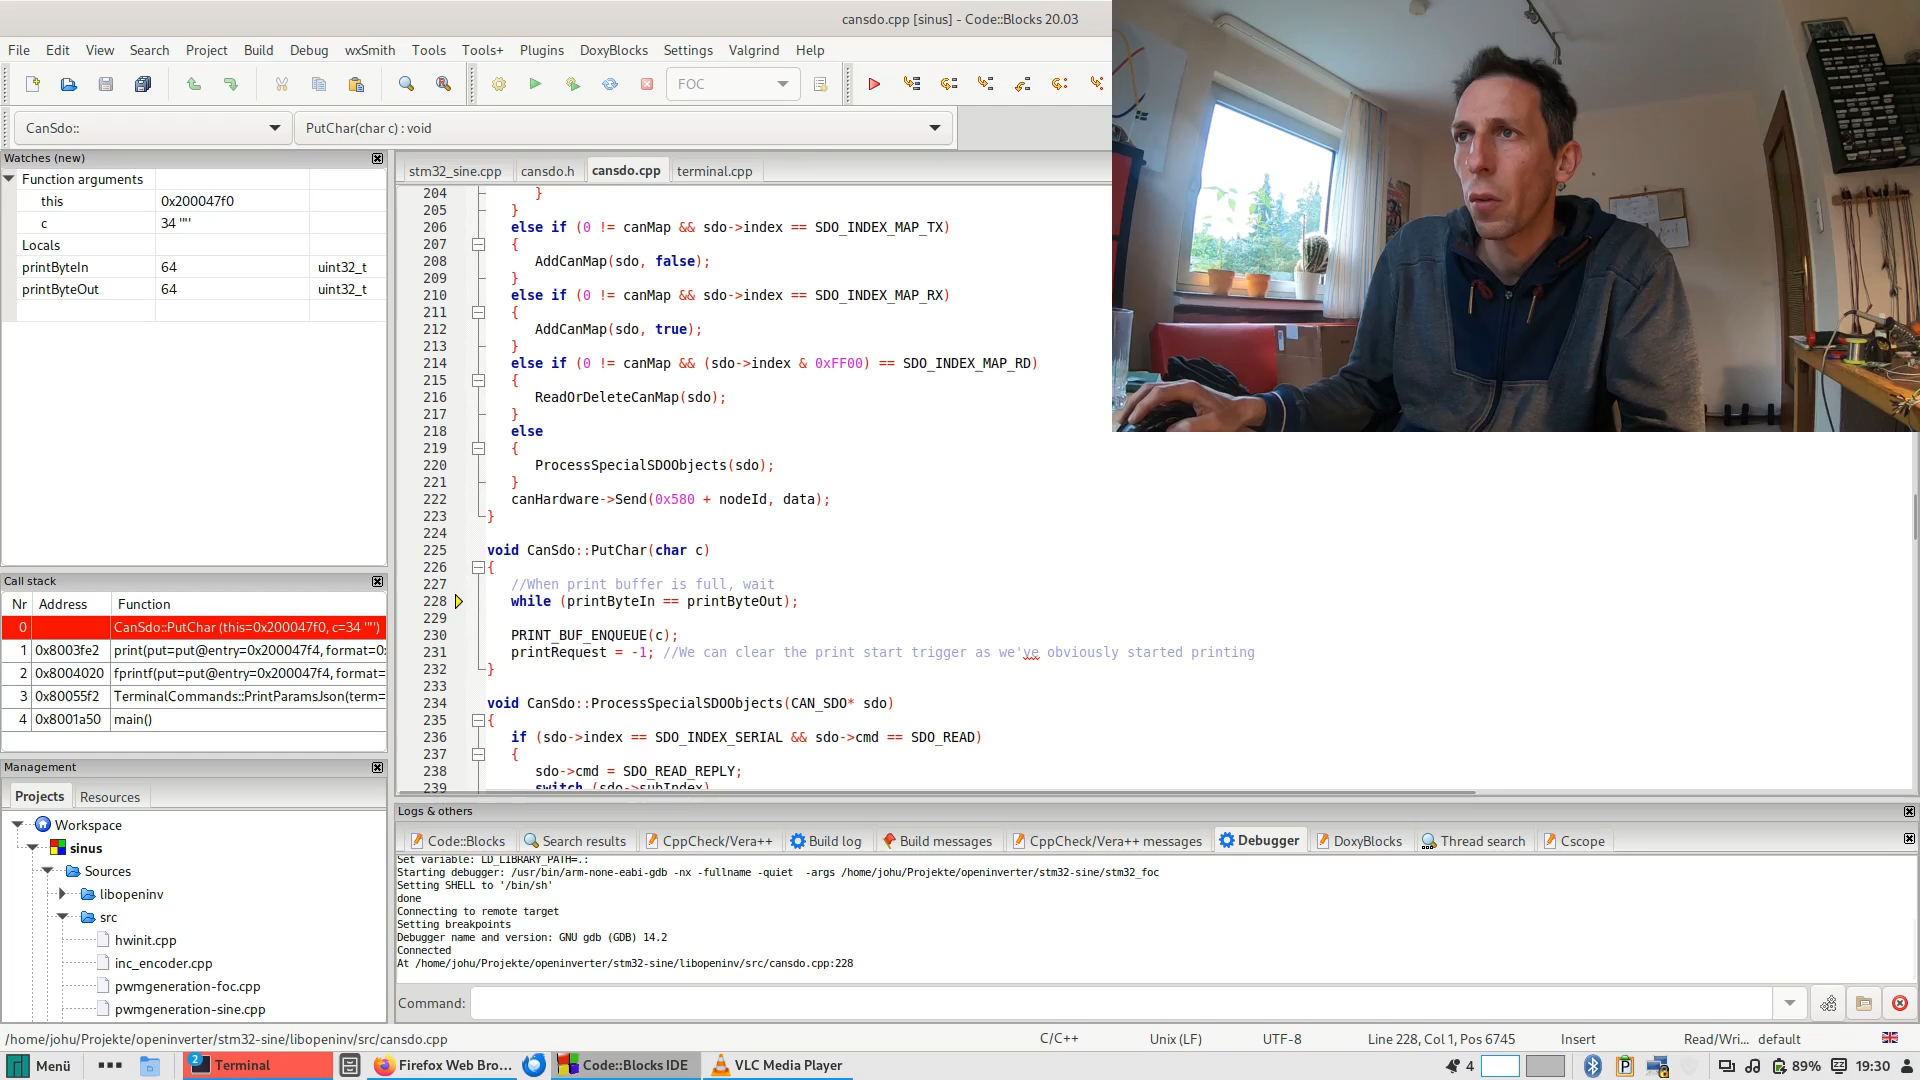 cansdo.cpp [sinus] - Code::Blocks 20.03
File Edit View Search Project Build Debug wxSmith Tools Tools+ Plugins DoxyBlocks Settings Valgrind Help
FOC
CanSdo:: PutChar(char c) : void
Watches (new)
Function arguments
this 0x200047f0
c 34 '"'
Locals
printByteIn 64 uint32_t
printByteOut 64 uint32_t
Call stack
Nr Address Function
0 CanSdo::PutChar (this=0x200047f0, c=34 '"')
1 0x8003fe2 print(put=put@entry=0x200047f4, format=0x
2 0x8004020 fprintf(put=put@entry=0x200047f4, format=
3 0x80055f2 TerminalCommands::PrintParamsJson(term=
4 0x8001a50 main()
Management
Projects Resources
Workspace
sinus
Sources
libopeninv
src
hwinit.cpp
inc_encoder.cpp
pwmgeneration-foc.cpp
pwmgeneration-sine.cpp
stm32_sine.cpp cansdo.h cansdo.cpp terminal.cpp
204 }
205 }
206 else if (0 != canMap && sdo->index == SDO_INDEX_MAP_TX)
207 {
208 AddCanMap(sdo, false);
209 }
210 else if (0 != canMap && sdo->index == SDO_INDEX_MAP_RX)
211 {
212 AddCanMap(sdo, true);
213 }
214 else if (0 != canMap && (sdo->index & 0xFF00) == SDO_INDEX_MAP_RD)
215 {
216 ReadOrDeleteCanMap(sdo);
217 }
218 else
219 {
220 ProcessSpecialSDOObjects(sdo);
221 }
222 canHardware->Send(0x580 + nodeId, data);
223 }
224
225 void CanSdo::PutChar(char c)
226 {
227 //When print buffer is full, wait
228 while (printByteIn == printByteOut);
229
230 PRINT_BUF_ENQUEUE(c);
231 printRequest = -1; //We can clear the print start trigger as we've obviously started printing
232 }
233
234 void CanSdo::ProcessSpecialSDOObjects(CAN_SDO* sdo)
235 {
236 if (sdo->index == SDO_INDEX_SERIAL && sdo->cmd == SDO_READ)
237 {
238 sdo->cmd = SDO_READ_REPLY;
239 switch (sdo->subIndex)
Logs & others
Code::Blocks Search results CppCheck/Vera++ Build log Build messages CppCheck/Vera++ messages Debugger DoxyBlocks Thread search Cscope
Set variable: LD_LIBRARY_PATH=.:
Starting debugger: /usr/bin/arm-none-eabi-gdb -nx -fullname -quiet -args /home/johu/Projekte/openinverter/stm32-sine/stm32_foc
Setting SHELL to '/bin/sh'
done
Connecting to remote target
Setting breakpoints
Debugger name and version: GNU gdb (GDB) 14.2
Connected
At /home/johu/Projekte/openinverter/stm32-sine/libopeninv/src/cansdo.cpp:228
Command:
/home/johu/Projekte/openinverter/stm32-sine/libopeninv/src/cansdo.cpp C/C++ Unix (LF) UTF-8 Line 228, Col 1, Pos 6745 Insert Read/Wri... default
Menü 2 Terminal Firefox Web Bro... Code::Blocks IDE VLC Media Player 4 P 89% 19:30